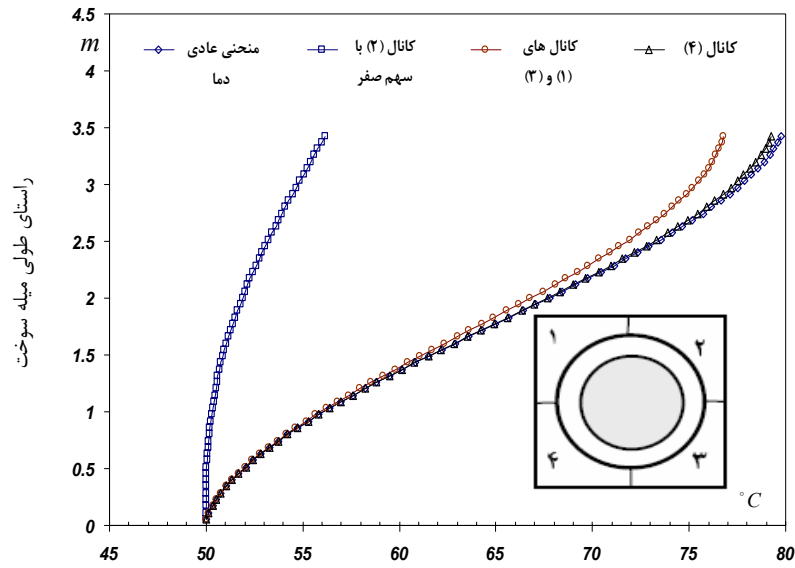 4.5
m
4
3.5
3
2.5
2
1.5
1
0.5
0
راستای طولی میله سوخت
منحنی عادی دما
کانال (۲) با سهم صفر
کانال های (۱) و (۳)
کانال (۴)
۱
۲
۴
۳
°C
45 50 55 60 65 70 75 80